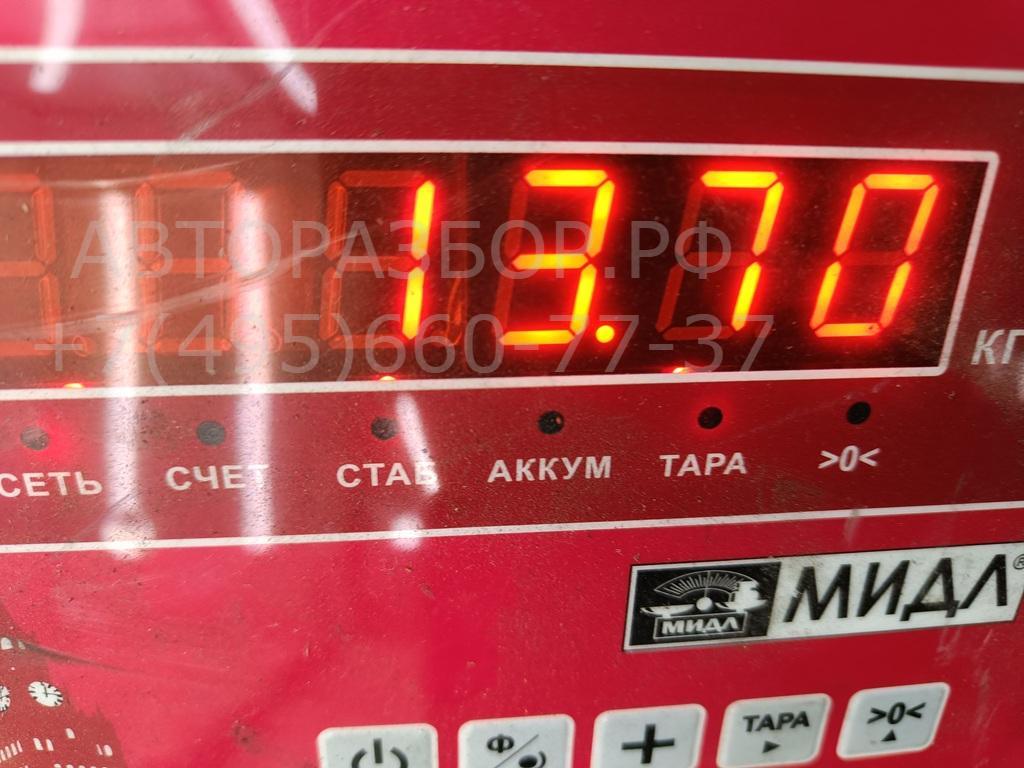 13.70
КГ
АВТОРАЗБОР.РФ
+7(495)660-77-37
СЕТЬ СЧЕТ СТАБ АККУМ ТАРА >0<
МИДЛ МИДЛ®
Ф + ТАРА >0<